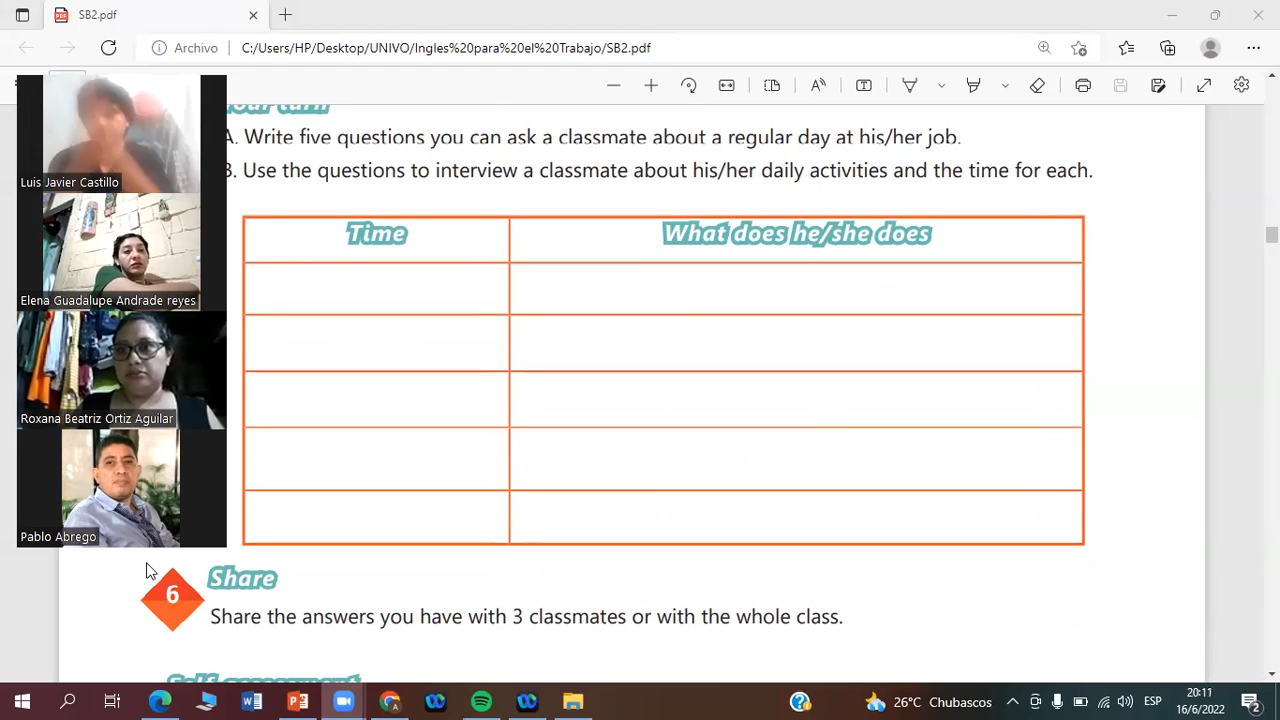 SB2.pdf
Archivo
C:/Users/HP/Desktop/UNIVO/Ingles%20para%20el%20Trabajo/SB2.pdf
A. Write five questions you can ask a classmate about a regular day at his/her job.
B. Use the questions to interview a classmate about his/her daily activities and the time for each.
Time
What does he/she does
Luis Javier Castillo
Elena Guadalupe Andrade reyes
Roxana Beatriz Ortiz Aguilar
Pablo Abrego
6
Share
Share the answers you have with 3 classmates or with the whole class.
Self-assessment
26°C Chubascos
ESP
20:11
16/6/2022
2